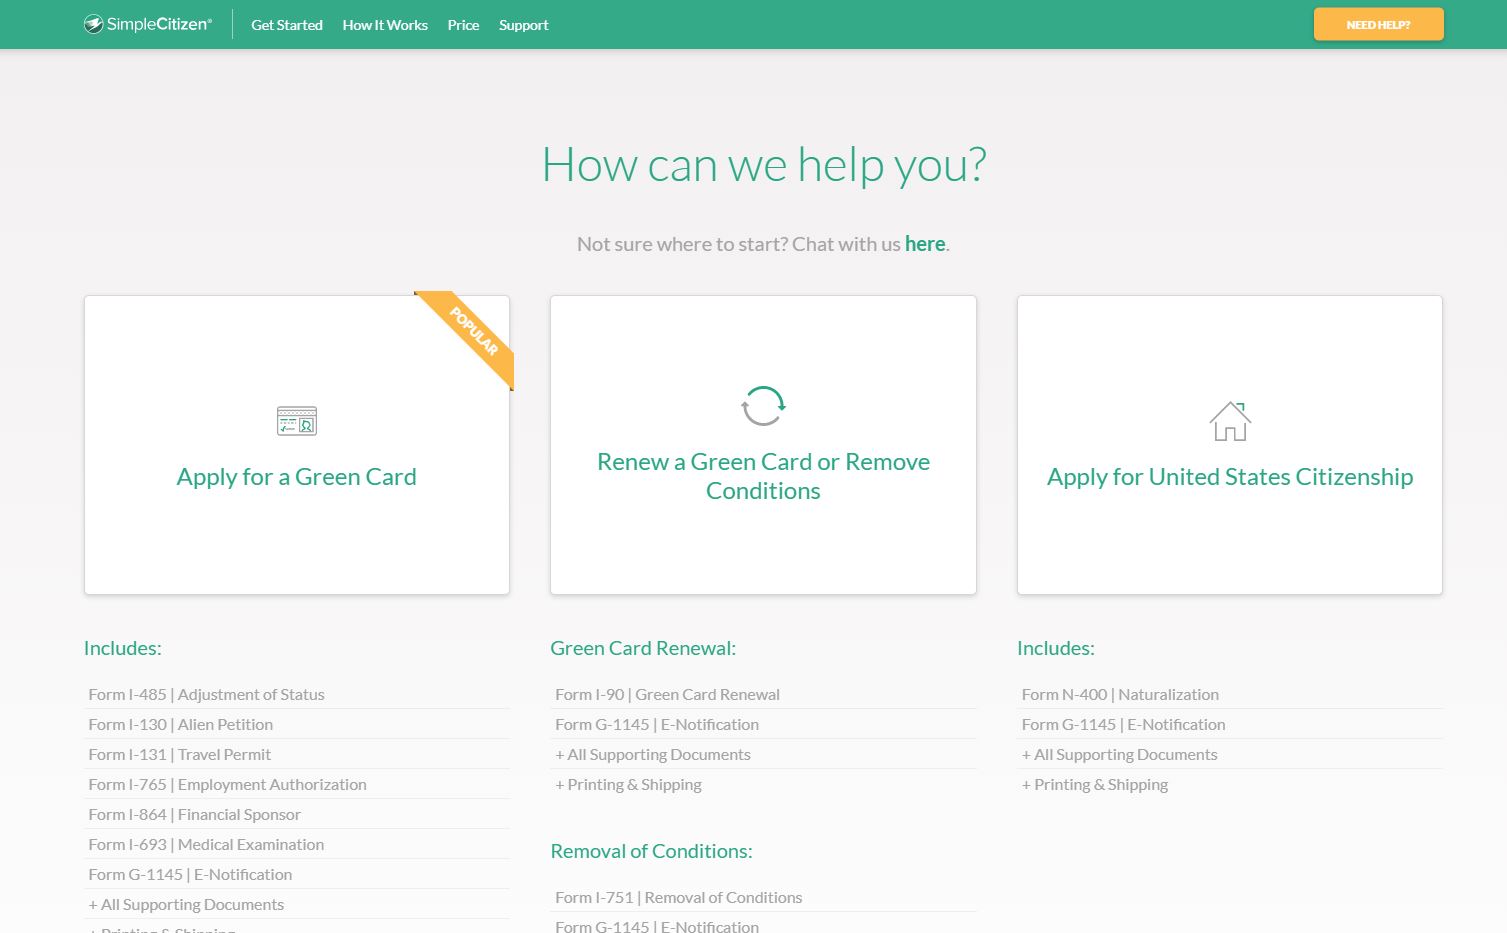 SimpleCitizen®
Get Started
How It Works
Price
Support
NEED HELP?
How can we help you?
Not sure where to start? Chat with us here.
POPULAR
Apply for a Green Card
Renew a Green Card or Remove
Conditions
Apply for United States Citizenship
Includes:
Form I-485 | Adjustment of Status
Form I-130 | Alien Petition
Form I-131 | Travel Permit
Form I-765 | Employment Authorization
Form I-864 | Financial Sponsor
Form I-693 | Medical Examination
Form G-1145 | E-Notification
+ All Supporting Documents
+ Printing & Shipping
Green Card Renewal:
Form I-90 | Green Card Renewal
Form G-1145 | E-Notification
+ All Supporting Documents
+ Printing & Shipping
Removal of Conditions:
Form I-751 | Removal of Conditions
Form G-1145 | E-Notification
Includes:
Form N-400 | Naturalization
Form G-1145 | E-Notification
+ All Supporting Documents
+ Printing & Shipping